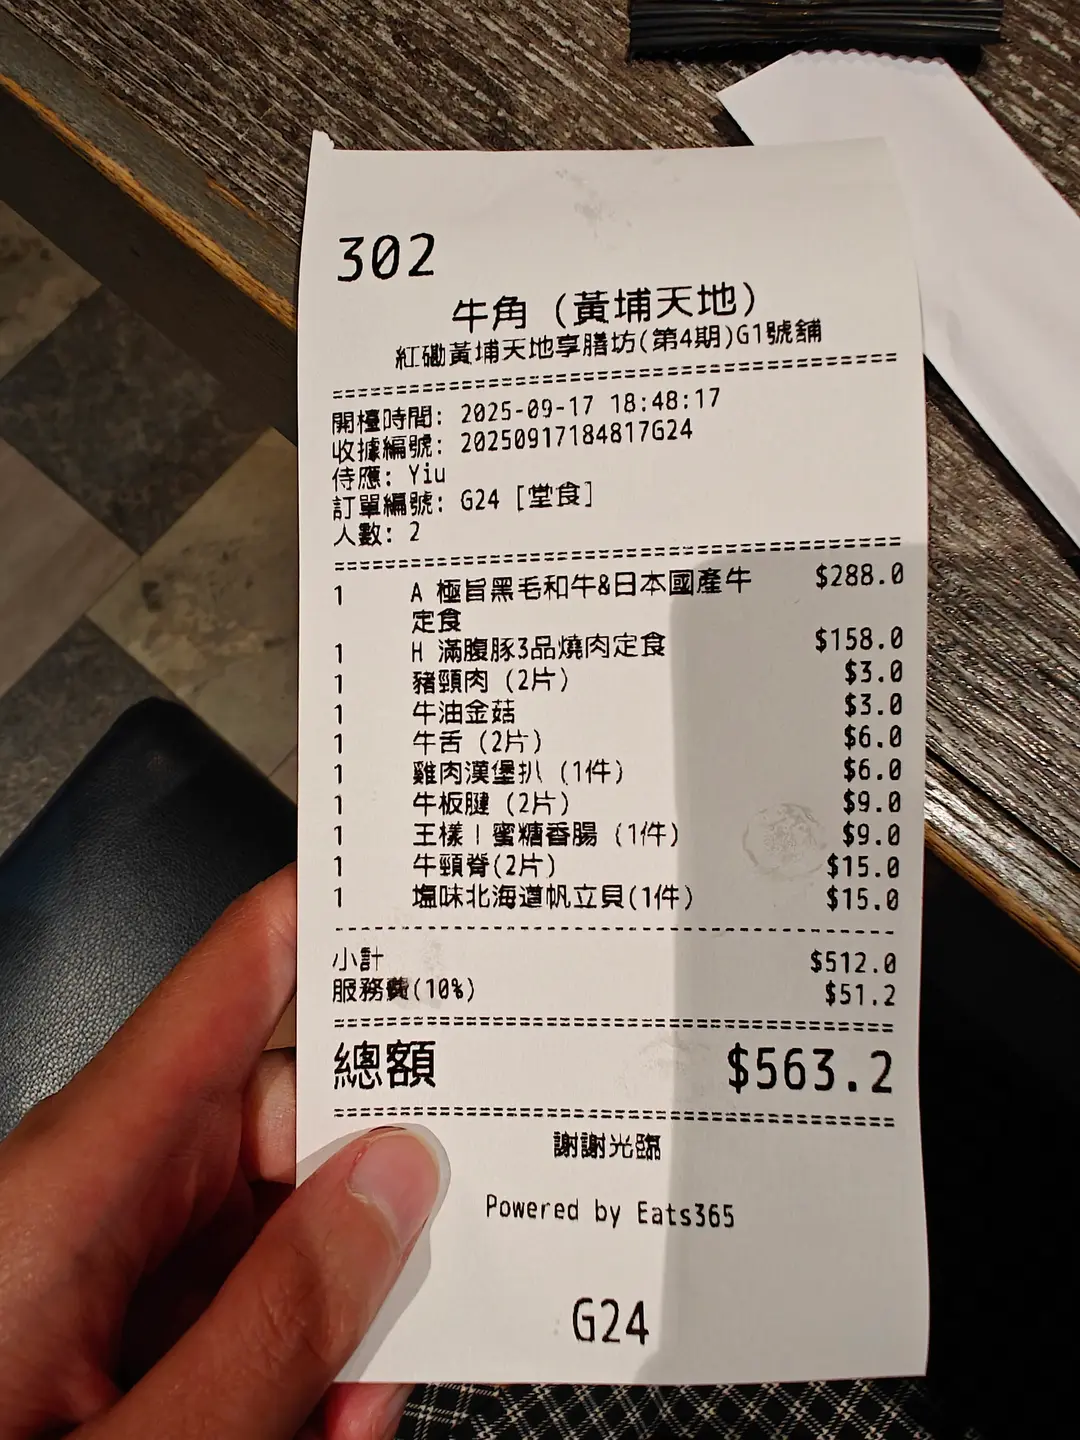 302
牛角 (黃埔天地)
紅磡黃埔天地享膳坊(第4期)G1號舖
開檯時間: 2025-09-17 18:48:17
收據編號: 20250917184817G24
侍應: Yiu
訂單編號: G24 [堂食]
人數: 2
1 A 極旨黑毛和牛&日本國產牛 $288.0
定食
1 H 滿腹豚3品燒肉定食 $158.0
1 豬頸肉 (2片) $3.0
1 牛油金菇 $3.0
1 牛舌 (2片) $6.0
1 雞肉漢堡扒 (1件) $6.0
1 牛板腱 (2片) $9.0
1 王樣！蜜糖香腸 (1件) $9.0
1 牛頸脊(2片) $15.0
1 塩味北海道帆立貝(1件) $15.0
小計 $512.0
服務費(10%) $51.2
總額 $563.2
謝謝光臨
Powered by Eats365
G24